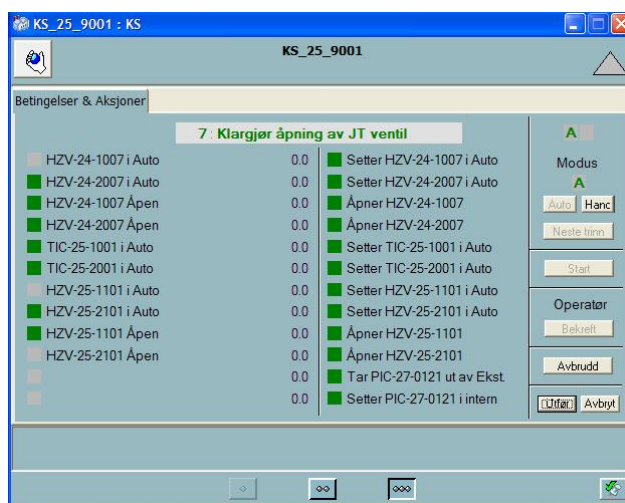 KS_25_9001 : KS
KS_25_9001
Betingelser & Aksjoner
7 : Klargjør åpning av JT ventil
HZV-24-1007 i Auto 0.0 Setter HZV-24-1007 i Auto
HZV-24-2007 i Auto 0.0 Setter HZV-24-2007 i Auto
HZV-24-1007 Åpen 0.0 Åpner HZV-24-1007
HZV-24-2007 Åpen 0.0 Åpner HZV-24-2007
TIC-25-1001 i Auto 0.0 Setter TIC-25-1001 i Auto
TIC-25-2001 i Auto 0.0 Setter TIC-25-2001 i Auto
HZV-25-1101 i Auto 0.0 Setter HZV-25-1101 i Auto
HZV-25-2101 i Auto 0.0 Setter HZV-25-2101 i Auto
HZV-25-1101 Åpen 0.0 Åpner HZV-25-1101
HZV-25-2101 Åpen 0.0 Åpner HZV-25-2101
0.0 Tar PIC-27-0121 ut av Ekst.
0.0 Setter PIC-27-0121 i intern
A
Modus
A
Auto Hand
Neste trinn
Start
Operatør
Bekreft
Avbrudd
Utfør Avbryt